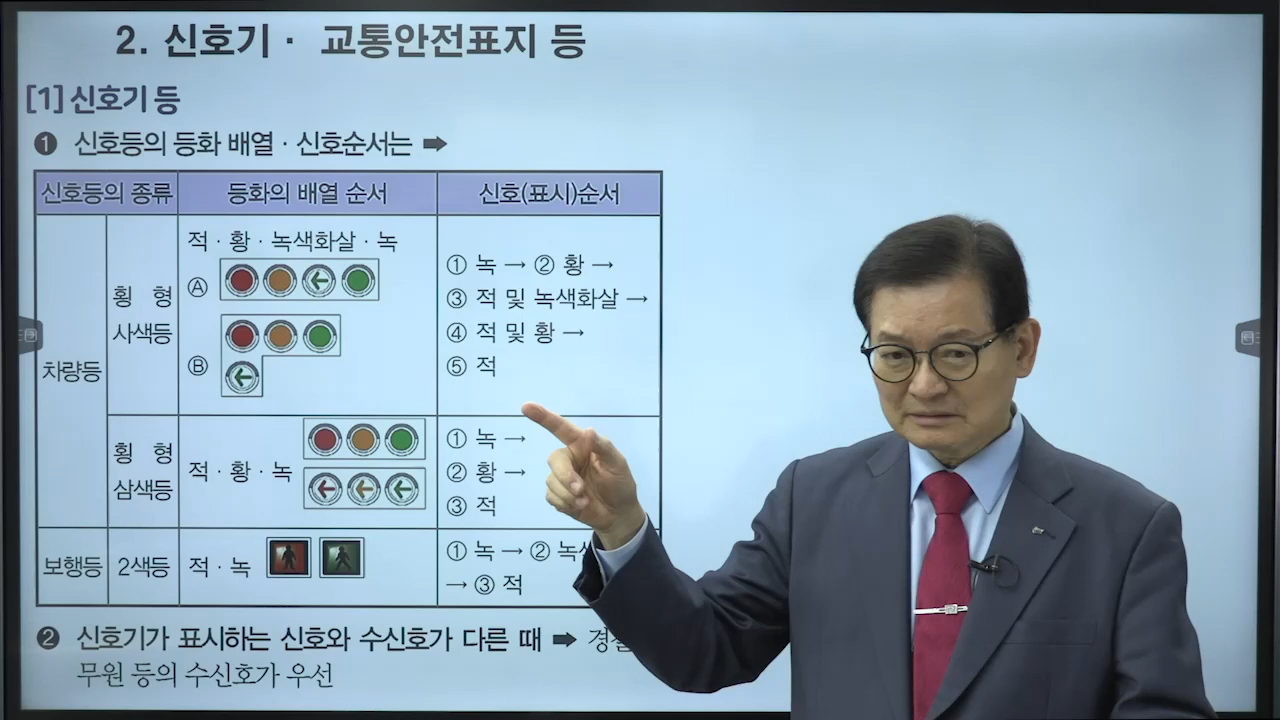 2. 신호기 · 교통안전표지 등
[1] 신호기 등
❶ 신호등의 등화 배열 · 신호순서는 ➡
신호등의 종류 등화의 배열 순서 신호(표시)순서
차량등
횡 형
사색등
적 · 황 · 녹색화살 · 녹
Ⓐ
Ⓑ
① 녹 → ② 황 →
③ 적 및 녹색화살 →
④ 적 및 황 →
⑤ 적
횡 형
삼색등
적 · 황 · 녹
① 녹 →
② 황 →
③ 적
보행등 2색등 적 · 녹
① 녹 → ②
→ ③ 적
❷ 신호기가 표시하는 신호와 수신호가 다른 때 ➡
무원 등의 수신호가 우선